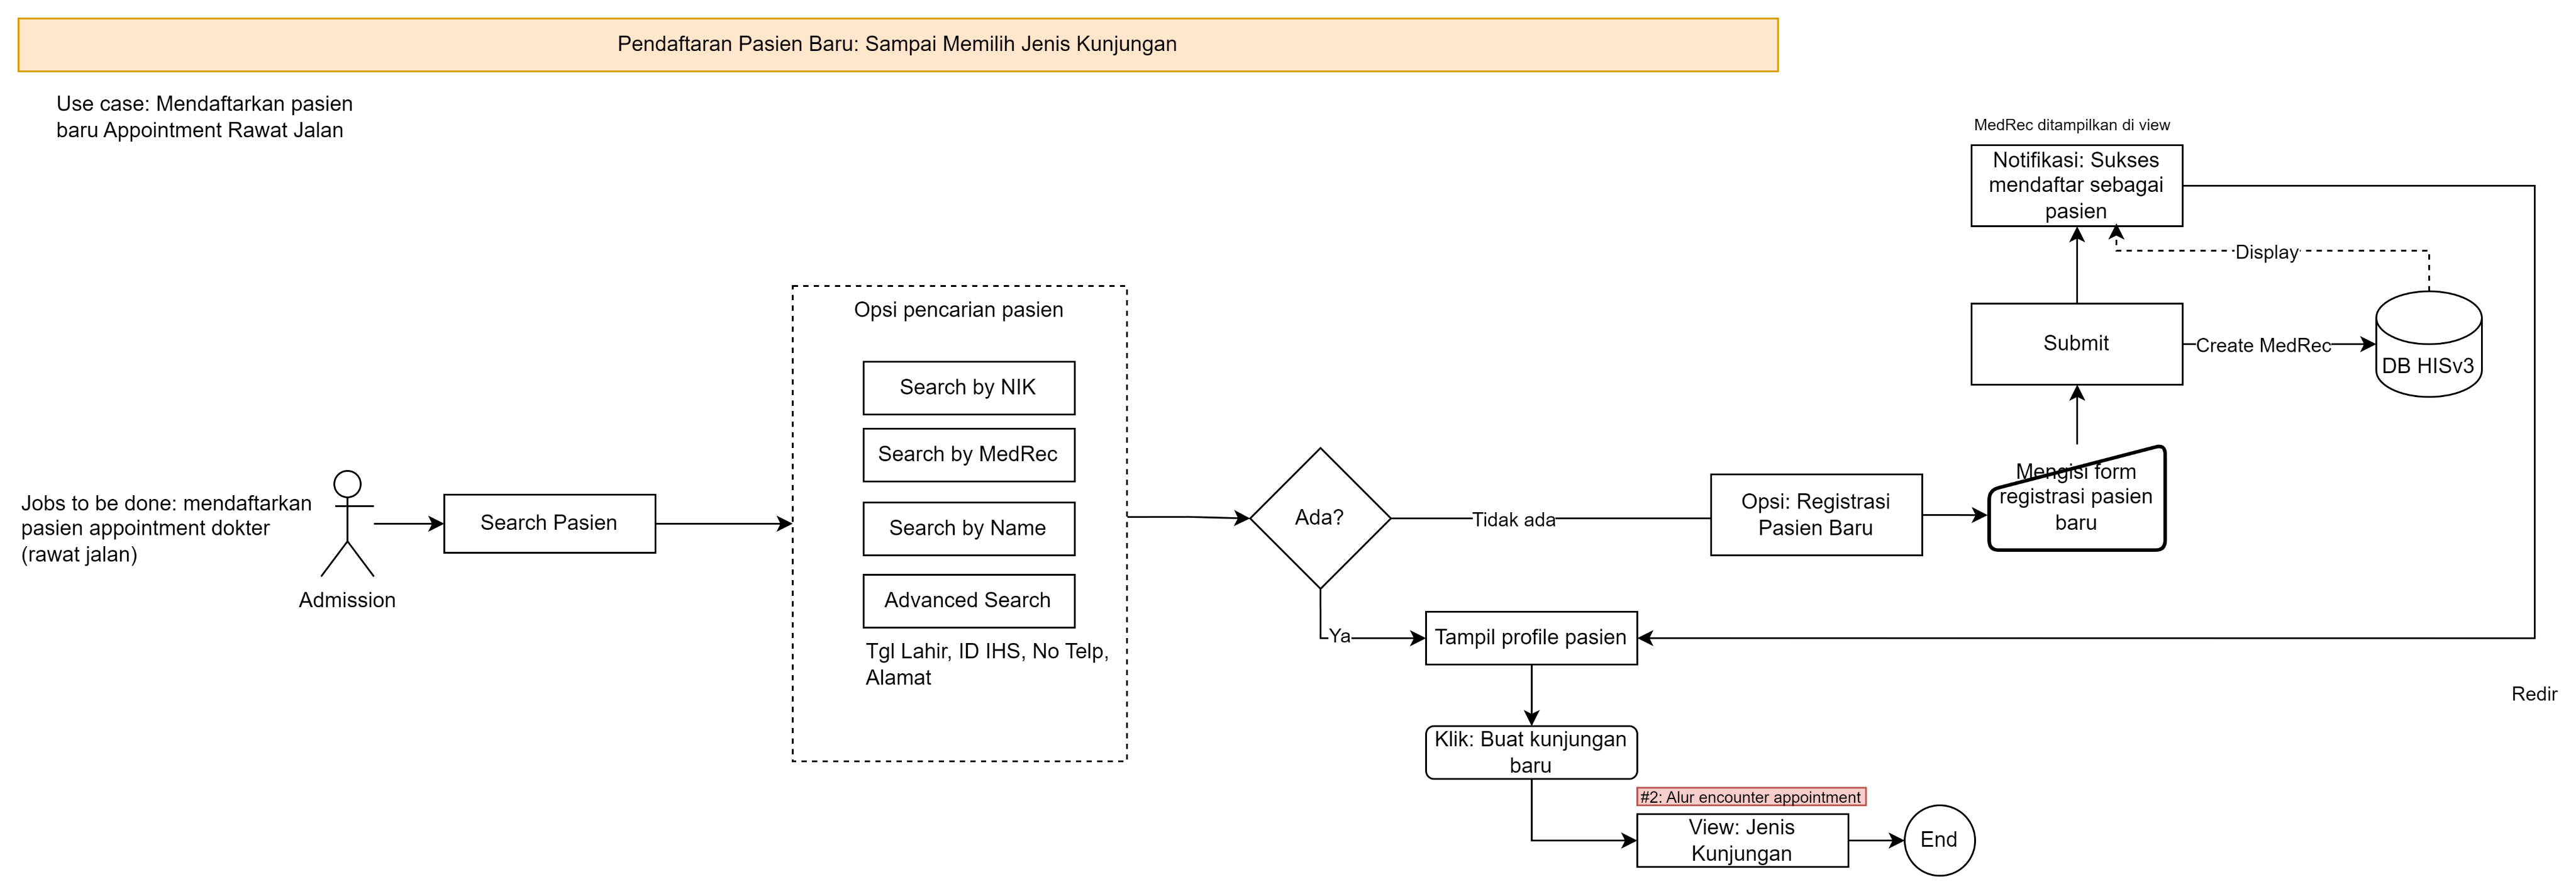 Pendaftaran Pasien Baru: Sampai Memilih Jenis Kunjungan
Use case: Mendaftarkan pasien
baru Appointment Rawat Jalan
Jobs to be done: mendaftarkan
pasien appointment dokter
(rawat jalan)
Admission
Search Pasien
Opsi pencarian pasien
Search by NIK
Search by MedRec
Search by Name
Advanced Search
Tgl Lahir, ID IHS, No Telp,
Alamat
Ada?
Tidak ada
Opsi: Registrasi
Pasien Baru
Mengisi form
registrasi pasien
baru
Submit
Create MedRec
DB HISv3
Display
MedRec ditampilkan di view
Notifikasi: Sukses
mendaftar sebagai
pasien
Ya
Tampil profile pasien
Redir
Klik: Buat kunjungan
baru
#2: Alur encounter appointment
View: Jenis
Kunjungan
End